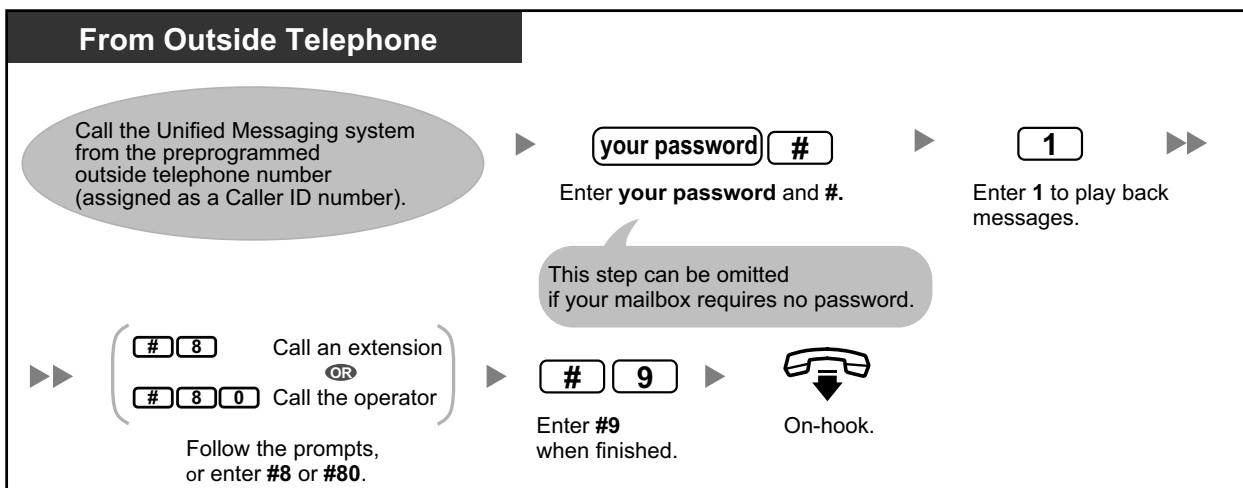 From Outside Telephone
Call the Unified Messaging system
from the preprogrammed
outside telephone number
(assigned as a Caller ID number).
your password #
Enter your password and #.
This step can be omitted
if your mailbox requires no password.
1
Enter 1 to play back
messages.
# 8 Call an extension
OR
# 8 0 Call the operator
Follow the prompts,
or enter #8 or #80.
# 9
Enter #9
when finished.
On-hook.